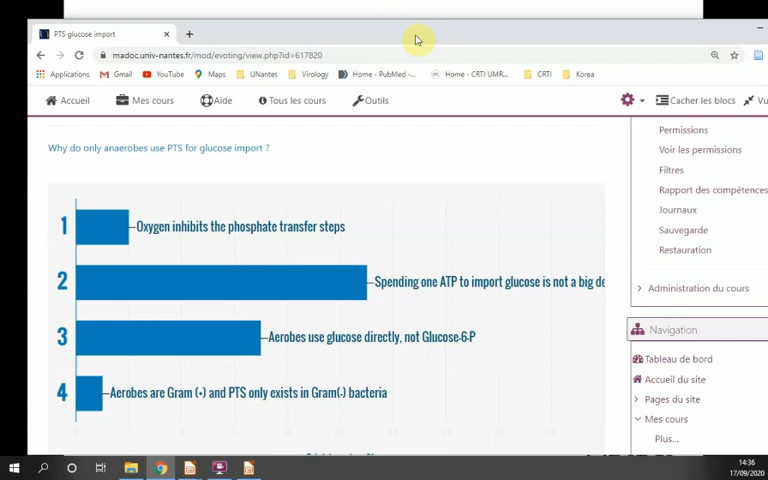 PTS glucose import
madoc.univ-nantes.fr/mod/evoting/view.php?id=617820
Applications Gmail YouTube Maps UNantes Virology Home - PubMed -... Home - CRTI UMR... CRTI Korea
Accueil Mes cours Aide Tous les cours Outils Cacher les blocs Vu
Why do only anaerobes use PTS for glucose import ?
1 Oxygen inhibits the phosphate transfer steps
2 Spending one ATP to import glucose is not a big de
3 Aerobes use glucose directly, not Glucose-6-P
4 Aerobes are Gram (+) and PTS only exists in Gram(-) bacteria
Permissions
Voir les permissions
Filtres
Rapport des compétences
Journaux
Sauvegarde
Restauration
Administration du cours
Navigation
Tableau de bord
Accueil du site
Pages du site
Mes cours
Plus...
14:36
17/09/2020